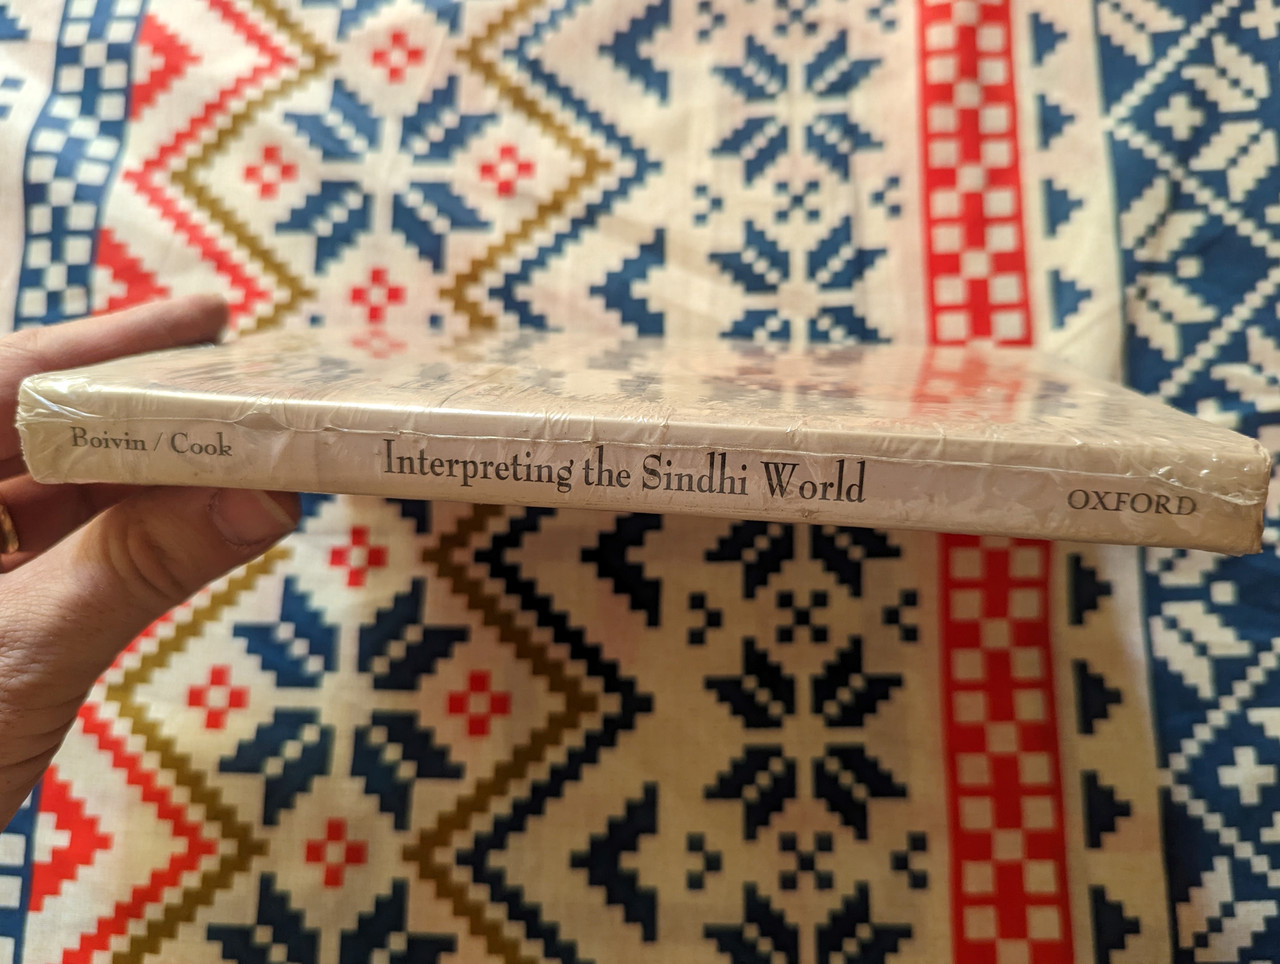 Boivin / Cook
Interpreting the Sindhi World
OXFORD